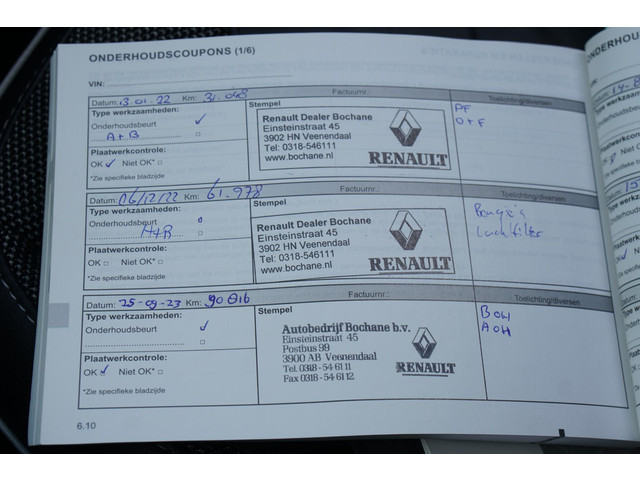 ONDERHOUDSCOUPONS (1/6)
VIN:
Datum: 13.01.22 Km: 31.048 Factuurnr.: Toelichting/diversen
Type werkzaamheden:
Onderhoudsbeurt ✓
A+B
Plaatwerkcontrole:
OK ✓ Niet OK* □
*Zie specifieke bladzijde
Stempel
Renault Dealer Bochane
Einsteinstraat 45
3902 HN Veenendaal
Tel: 0318-546111
www.bochane.nl
RENAULT
PF
O+F
Datum: 06/12/22 Km: 61.978 Factuurnr.: Toelichting/diversen
Type werkzaamheden:
Onderhoudsbeurt
A+B
Plaatwerkcontrole:
OK □ Niet OK* □
*Zie specifieke bladzijde
Stempel
Renault Dealer Bochane
Einsteinstraat 45
3902 HN Veenendaal
Tel: 0318-546111
www.bochane.nl
RENAULT
Bougie's
Luchtfilter
Datum: 25-09-23 Km: 90016 Factuurnr.: Toelichting/diversen
Type werkzaamheden:
Onderhoudsbeurt ✓
Plaatwerkcontrole:
OK ✓ Niet OK* □
*Zie specifieke bladzijde
Stempel
Autobedrijf Bochane b.v.
Einsteinstraat 45
Postbus 99
3900 AB Veenendaal
Tel. 0318-54 61 11
Fax 0318-54 61 12
RENAULT
BOH
AOH
6.10